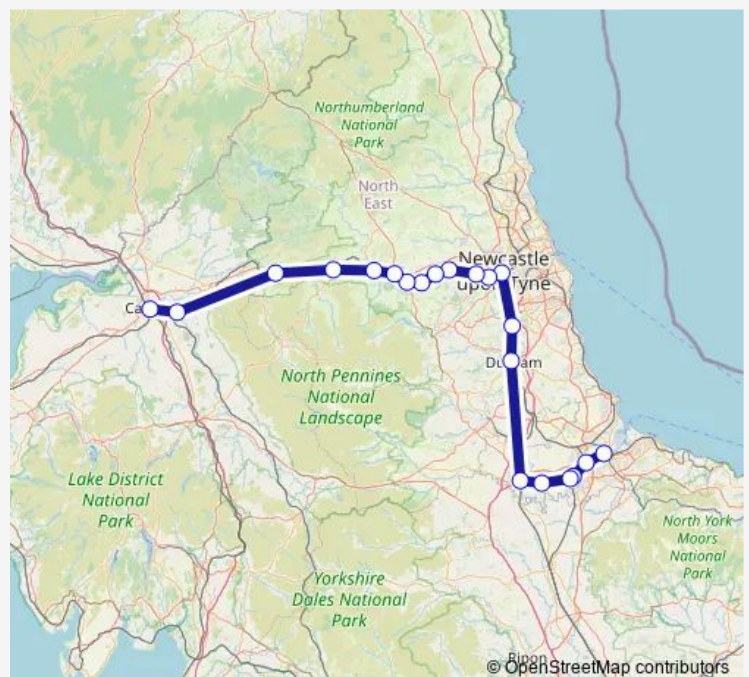 Northumberland
National
Park
North
East
Newcastle
upon Tyne
Ca
Durham
North Pennines
National
Landscape
Lake District
National
Park
North York
Moors
National
Park
Yorkshire
Dales National
Park
Ripon
© OpenStreetMap contributors